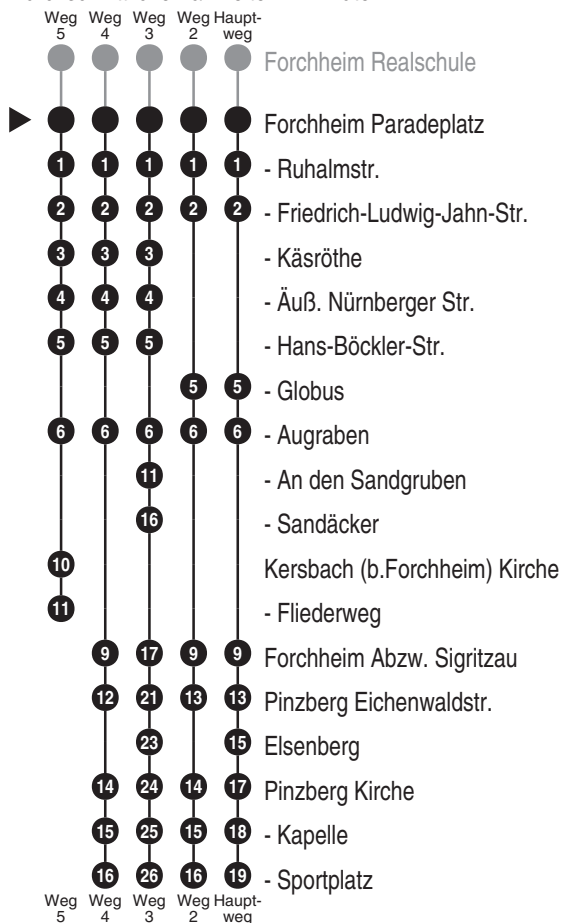 Weg Weg Weg Weg Haupt-
5 4 3 2 weg
Forchheim Realschule
Forchheim Paradeplatz
1 1 1 1 1 - Ruhalmstr.
2 2 2 2 2 - Friedrich-Ludwig-Jahn-Str.
3 3 3 - Käsröthe
4 4 4 - Äuß. Nürnberger Str.
5 5 5 - Hans-Böckler-Str.
5 5 - Globus
6 6 6 6 6 - Augraben
11 - An den Sandgruben
16 - Sandäcker
10 Kersbach (b.Forchheim) Kirche
11 - Fliederweg
9 17 9 9 Forchheim Abzw. Sigritzau
12 21 13 13 Pinzberg Eichenwaldstr.
23 15 Elsenberg
14 24 14 17 Pinzberg Kirche
15 25 15 18 - Kapelle
16 26 16 19 - Sportplatz
Weg Weg Weg Weg Haupt-
5 4 3 2 weg